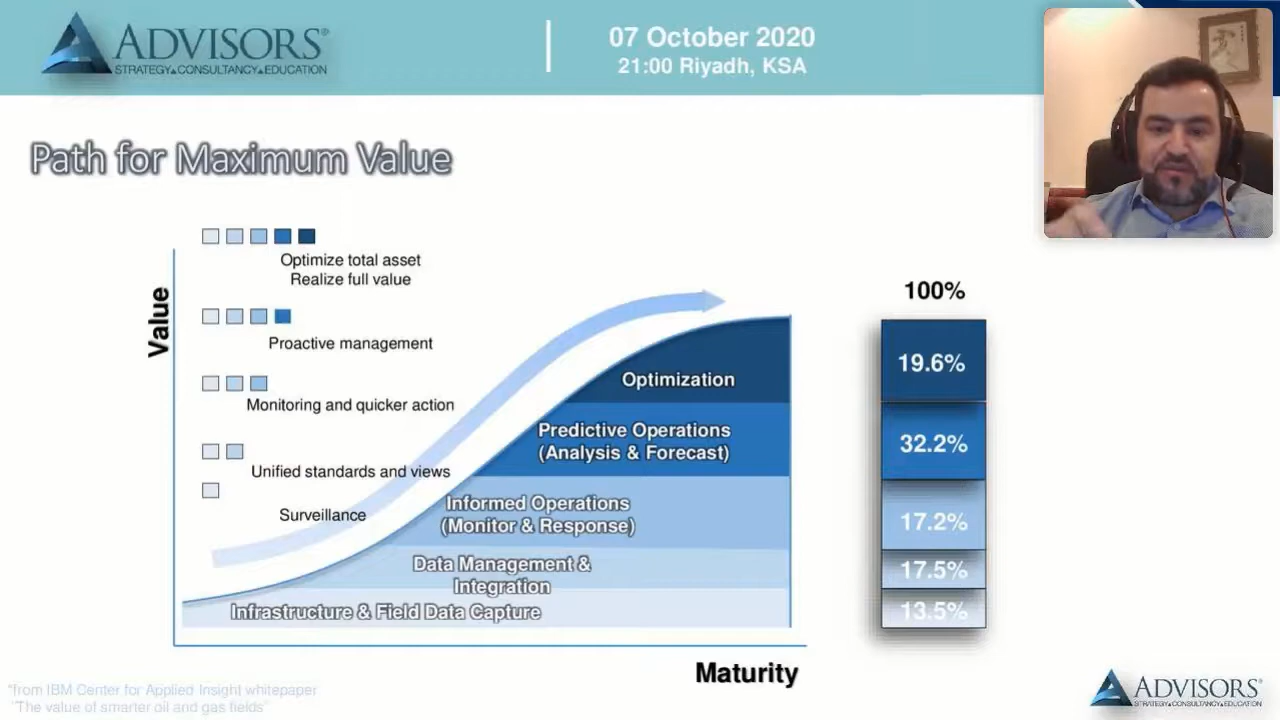 ADVISORS®
STRATEGY▲CONSULTANCY▲EDUCATION
07 October 2020
21:00 Riyadh, KSA
Path for Maximum Value
Value
Optimize total asset
Realize full value
Proactive management
Monitoring and quicker action
Unified standards and views
Surveillance
Optimization
Predictive Operations
(Analysis & Forecast)
Informed Operations
(Monitor & Response)
Data Management &
Integration
Infrastructure & Field Data Capture
100%
19.6%
32.2%
17.2%
17.5%
13.5%
Maturity
"from IBM Center for Applied Insight whitepaper
"The value of smarter oil and gas fields"
ADVISORS®
STRATEGY▲CONSULTANCY▲EDUCATION